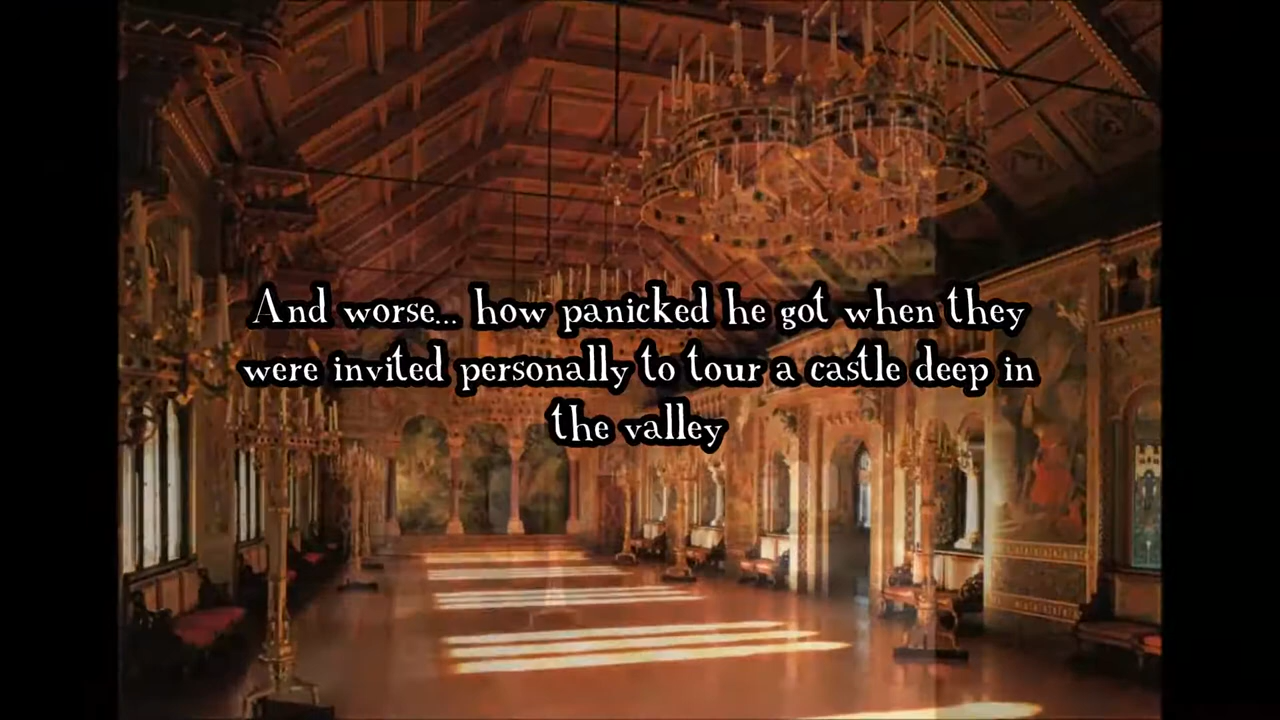 And worse... how panicked he got when they
were invited personally to tour a castle deep in
the valley